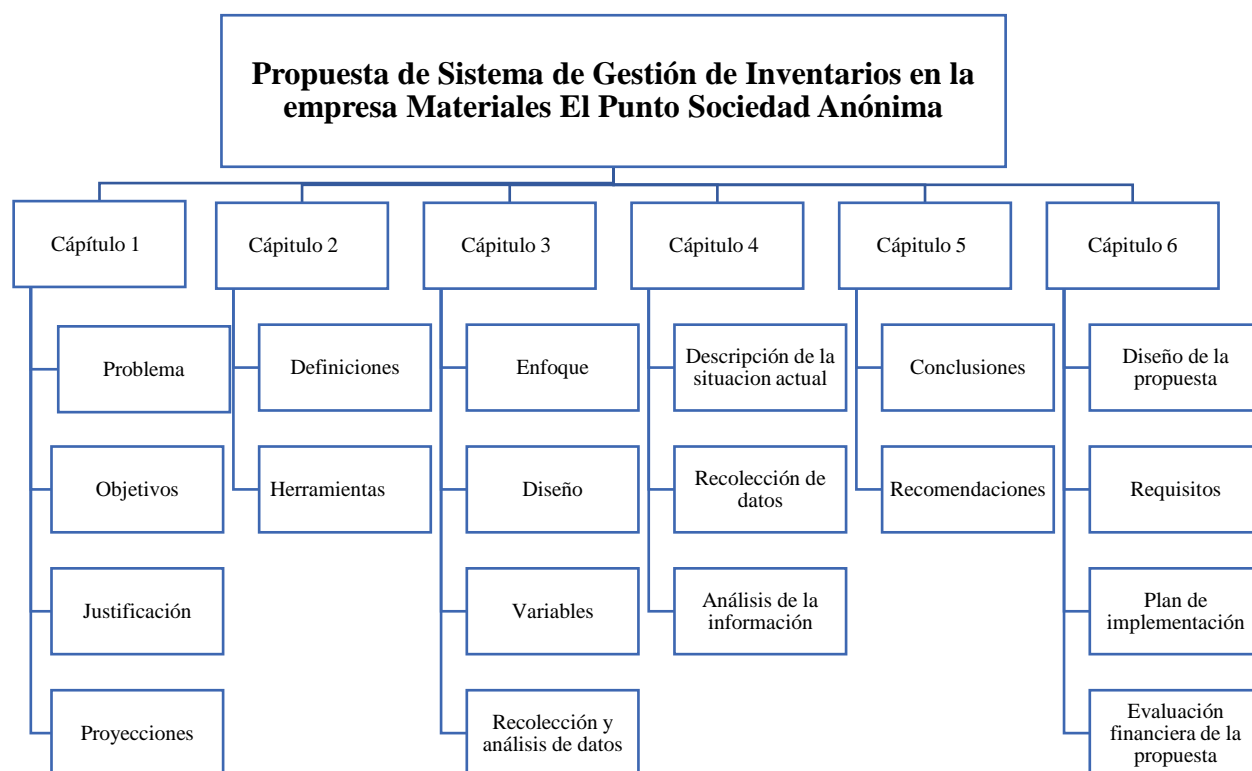 Propuesta de Sistema de Gestión de Inventarios en la
empresa Materiales El Punto Sociedad Anónima
Cápítulo 1
Problema
Objetivos
Justificación
Proyecciones
Cápitulo 2
Definiciones
Herramientas
Cápitulo 3
Enfoque
Diseño
Variables
Recolección y
análisis de datos
Cápitulo 4
Descripción de la
situacion actual
Recolección de
datos
Análisis de la
información
Cápitulo 5
Conclusiones
Recomendaciones
Cápitulo 6
Diseño de la
propuesta
Requisitos
Plan de
implementación
Evaluación
financiera de la
propuesta